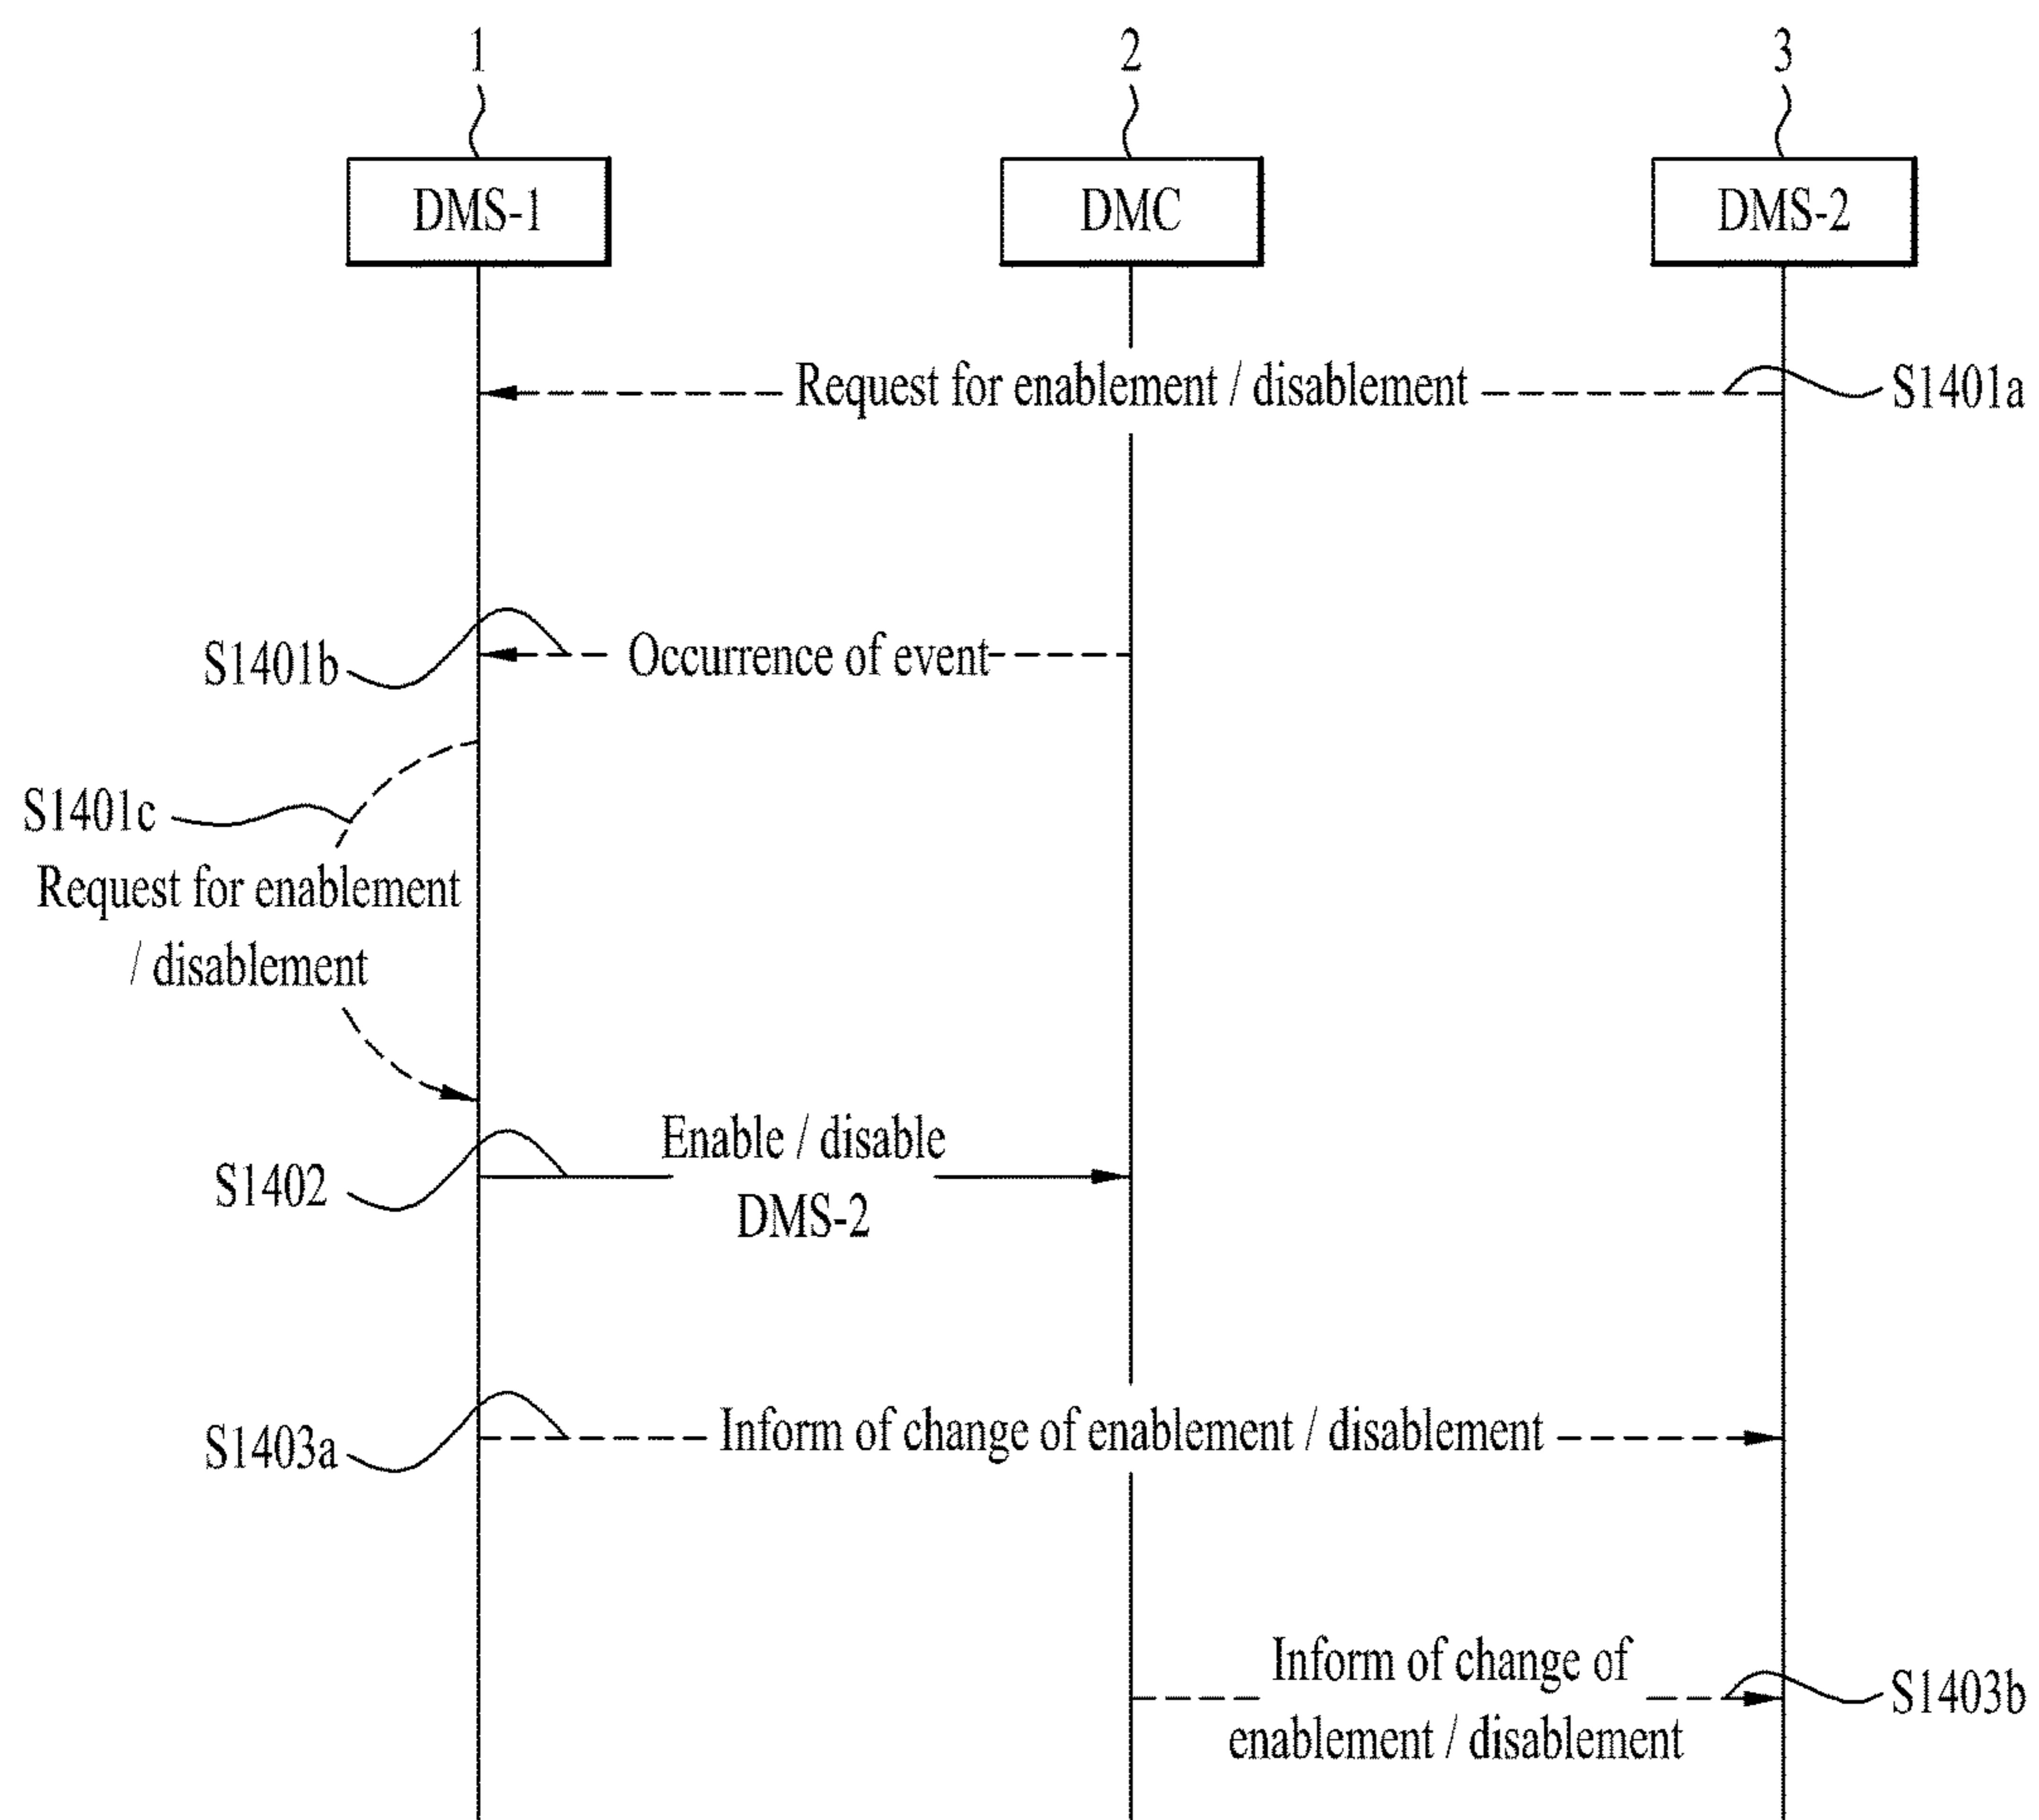 1
2
3
DMS-1
DMC
DMS-2
Request for enablement / disablement
S1401a
S1401b
Occurrence of event
S1401c
Request for enablement
/ disablement
S1402
Enable / disable
DMS-2
S1403a
Inform of change of enablement / disablement
Inform of change of
enablement / disablement
S1403b